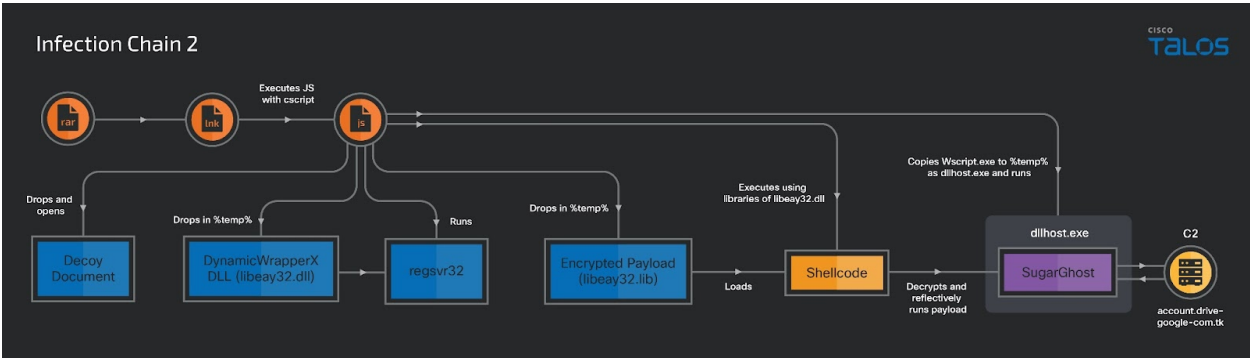 Infection Chain 2
CISCO
TALOS
Executes JS
with cscript
rar
lnk
js
Drops and
opens
Drops in %temp%
Runs
Drops in %temp%
Executes using
libraries of libeay32.dll
Copies Wscript.exe to %temp%
as dllhost.exe and runs
Decoy
Document
DynamicWrapperX
DLL (libeay32.dll)
regsvr32
Encrypted Payload
(libeay32.lib)
Loads
Shellcode
Decrypts and
reflectively
runs payload
dllhost.exe
SugarGhost
C2
account.drive-
google-com.tk